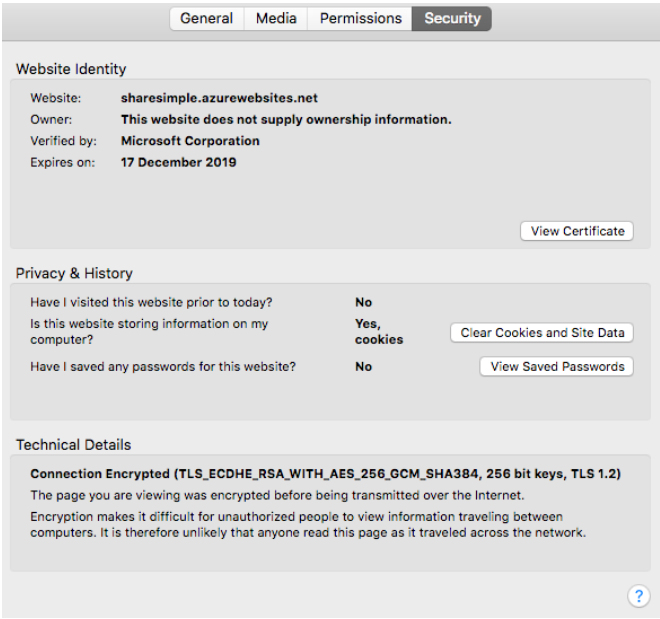 General Media Permissions Security
Website Identity
Website: sharesimple.azurewebsites.net
Owner: This website does not supply ownership information.
Verified by: Microsoft Corporation
Expires on: 17 December 2019
View Certificate
Privacy & History
Have I visited this website prior to today? No
Is this website storing information on my Yes,
computer? cookies Clear Cookies and Site Data
Have I saved any passwords for this website? No View Saved Passwords
Technical Details
Connection Encrypted (TLS_ECDHE_RSA_WITH_AES_256_GCM_SHA384, 256 bit keys, TLS 1.2)
The page you are viewing was encrypted before being transmitted over the Internet.
Encryption makes it difficult for unauthorized people to view information traveling between
computers. It is therefore unlikely that anyone read this page as it traveled across the network.
?